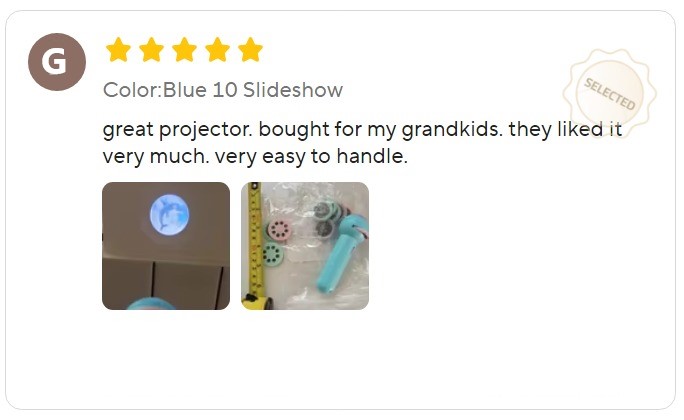 G
Color:Blue 10 Slideshow
SELECTED
great projector. bought for my grandkids. they liked it
very much. very easy to handle.